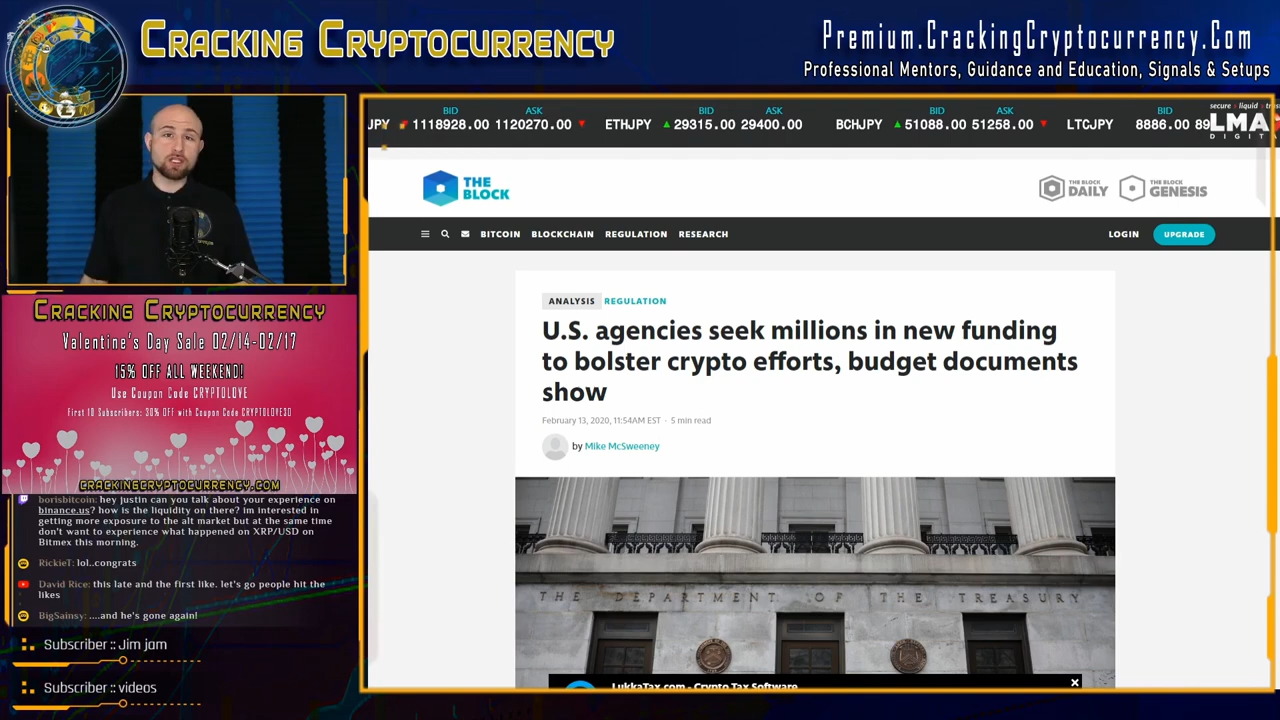 CRACKING CRYPTOCURRENCY
Premium.CrackingCryptocurrency.Com
Professional Mentors, Guidance and Education, Signals & Setups
BID ASK BID ASK BID ASK BID
JPY 1118928.00 1120270.00 ETHJPY 29315.00 29400.00 BCHJPY 51088.00 51258.00 LTCJPY 8886.00 89
secure liquid
LMA
DIGITA
THE
BLOCK
THE BLOCK
DAILY
THE BLOCK
GENESIS
BITCOIN BLOCKCHAIN REGULATION RESEARCH LOGIN UPGRADE
ANALYSIS REGULATION
U.S. agencies seek millions in new funding
to bolster crypto efforts, budget documents
show
February 13, 2020, 11:54AM EST · 5 min read
by Mike McSweeney
THE DEPARTMENT OF THE TREASURY
LukkaTax.com - Crypto Tax Software
CRACKING CRYPTOCURRENCY
Valentine's Day Sale 02/14-02/17
15% OFF ALL WEEKEND!
Use Coupon Code CRYPTOLOVE
First 10 Subscribers: 30% OFF with Coupon Code CRYPTOLOVE30
CRACKINGCRYPTOCURRENCY.COM
borisbitcoin: hey justin can you talk about your experience on
binance.us? how is the liquidity on there? im interested in
getting more exposure to the alt market but at the same time
don't want to experience what happened on XRP/USD on
Bitmex this morning.
RickieT: lol..congrats
David Rice: this late and the first like. let's go people hit the
likes
BigSainsy: ....and he's gone again!
Subscriber :: Jim jam
Subscriber :: videos